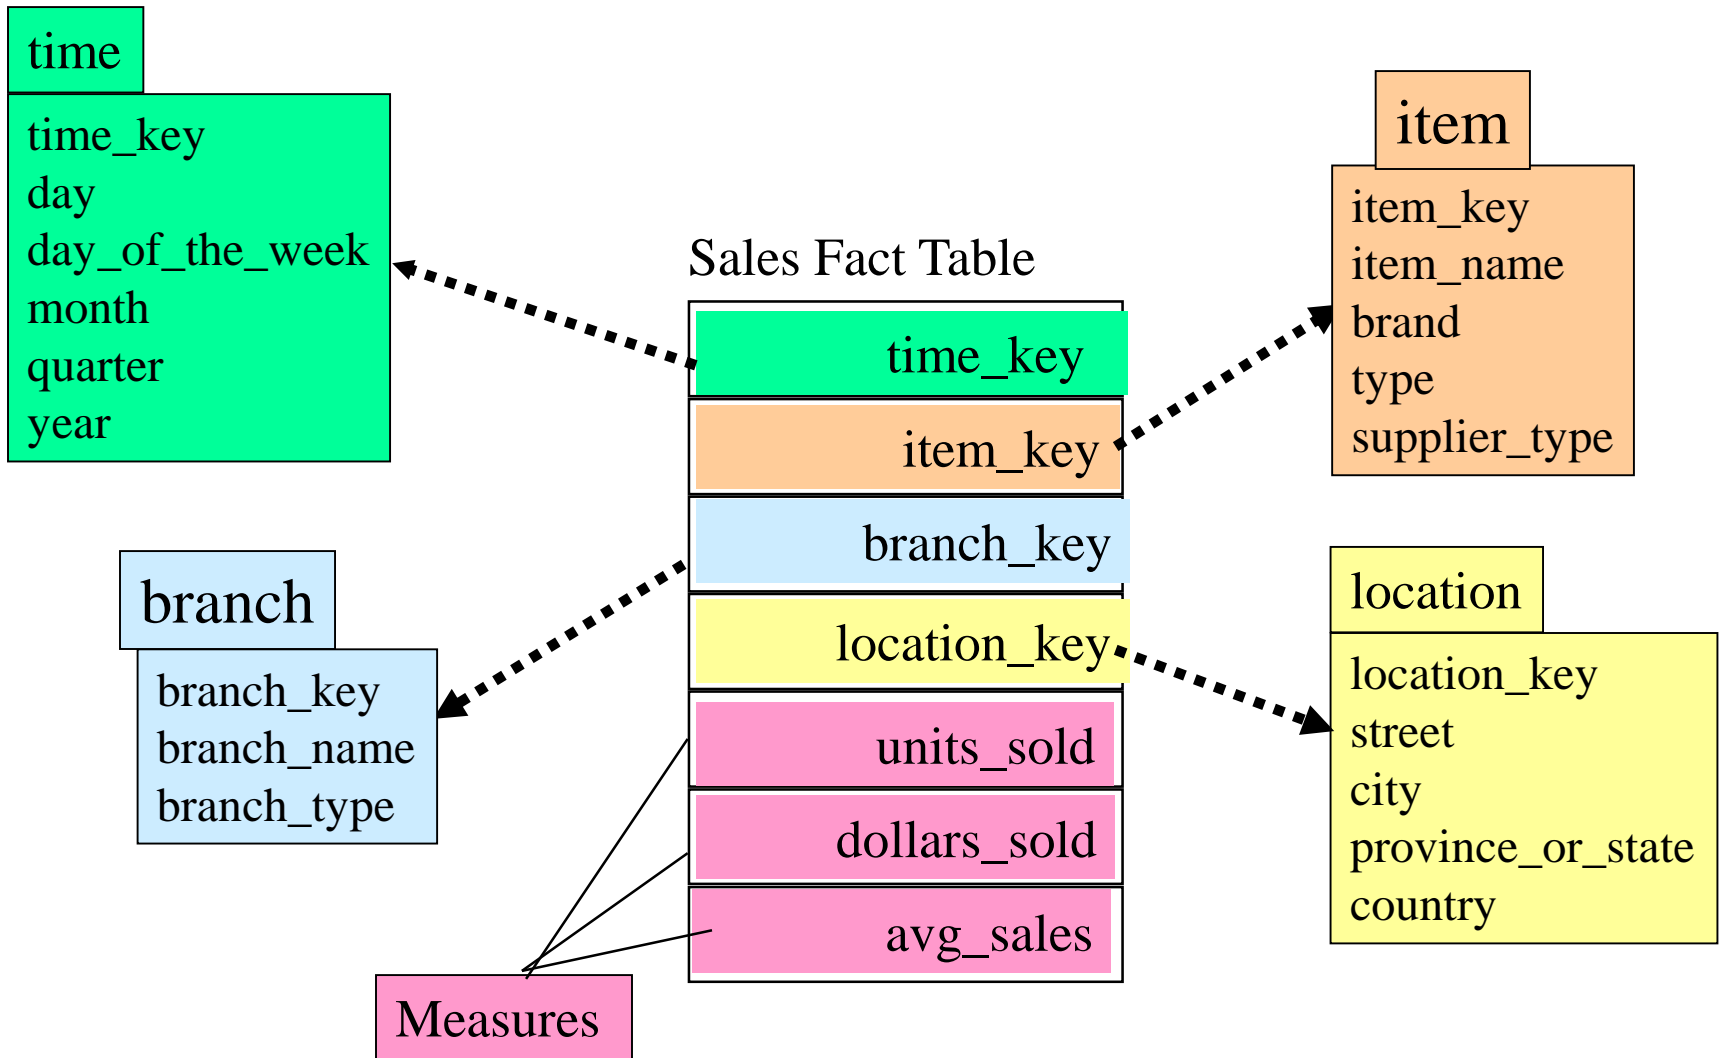 time
time_key
day
day_of_the_week
month
quarter
year
item
item_key
item_name
brand
type
supplier_type
Sales Fact Table
time_key
item_key
branch_key
location_key
units_sold
dollars_sold
avg_sales
branch
branch_key
branch_name
branch_type
location
location_key
street
city
province_or_state
country
Measures